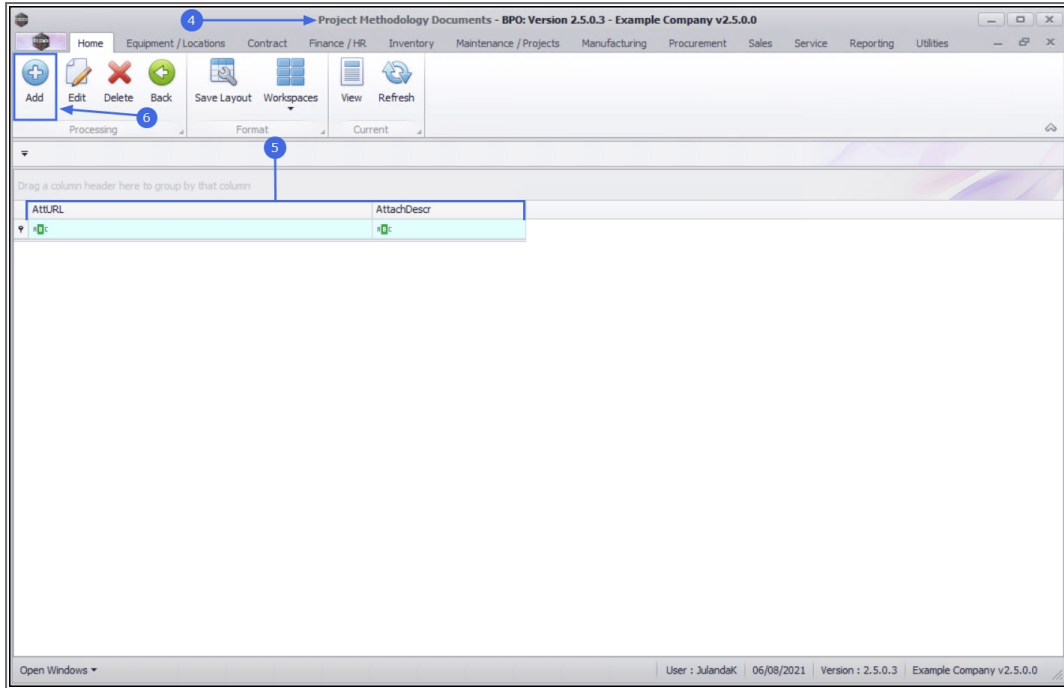 4
Project Methodology Documents - BPO: Version 2.5.0.3 - Example Company v2.5.0.0
Home Equipment / Locations Contract Finance / HR Inventory Maintenance / Projects Manufacturing Procurement Sales Service Reporting Utilities
Add Edit Delete Back Save Layout Workspaces View Refresh
6
Processing Format Current
5
Drag a column header here to group by that column
AttURL AttachDescr
Open Windows User : JulandaK 06/08/2021 Version : 2.5.0.3 Example Company v2.5.0.0